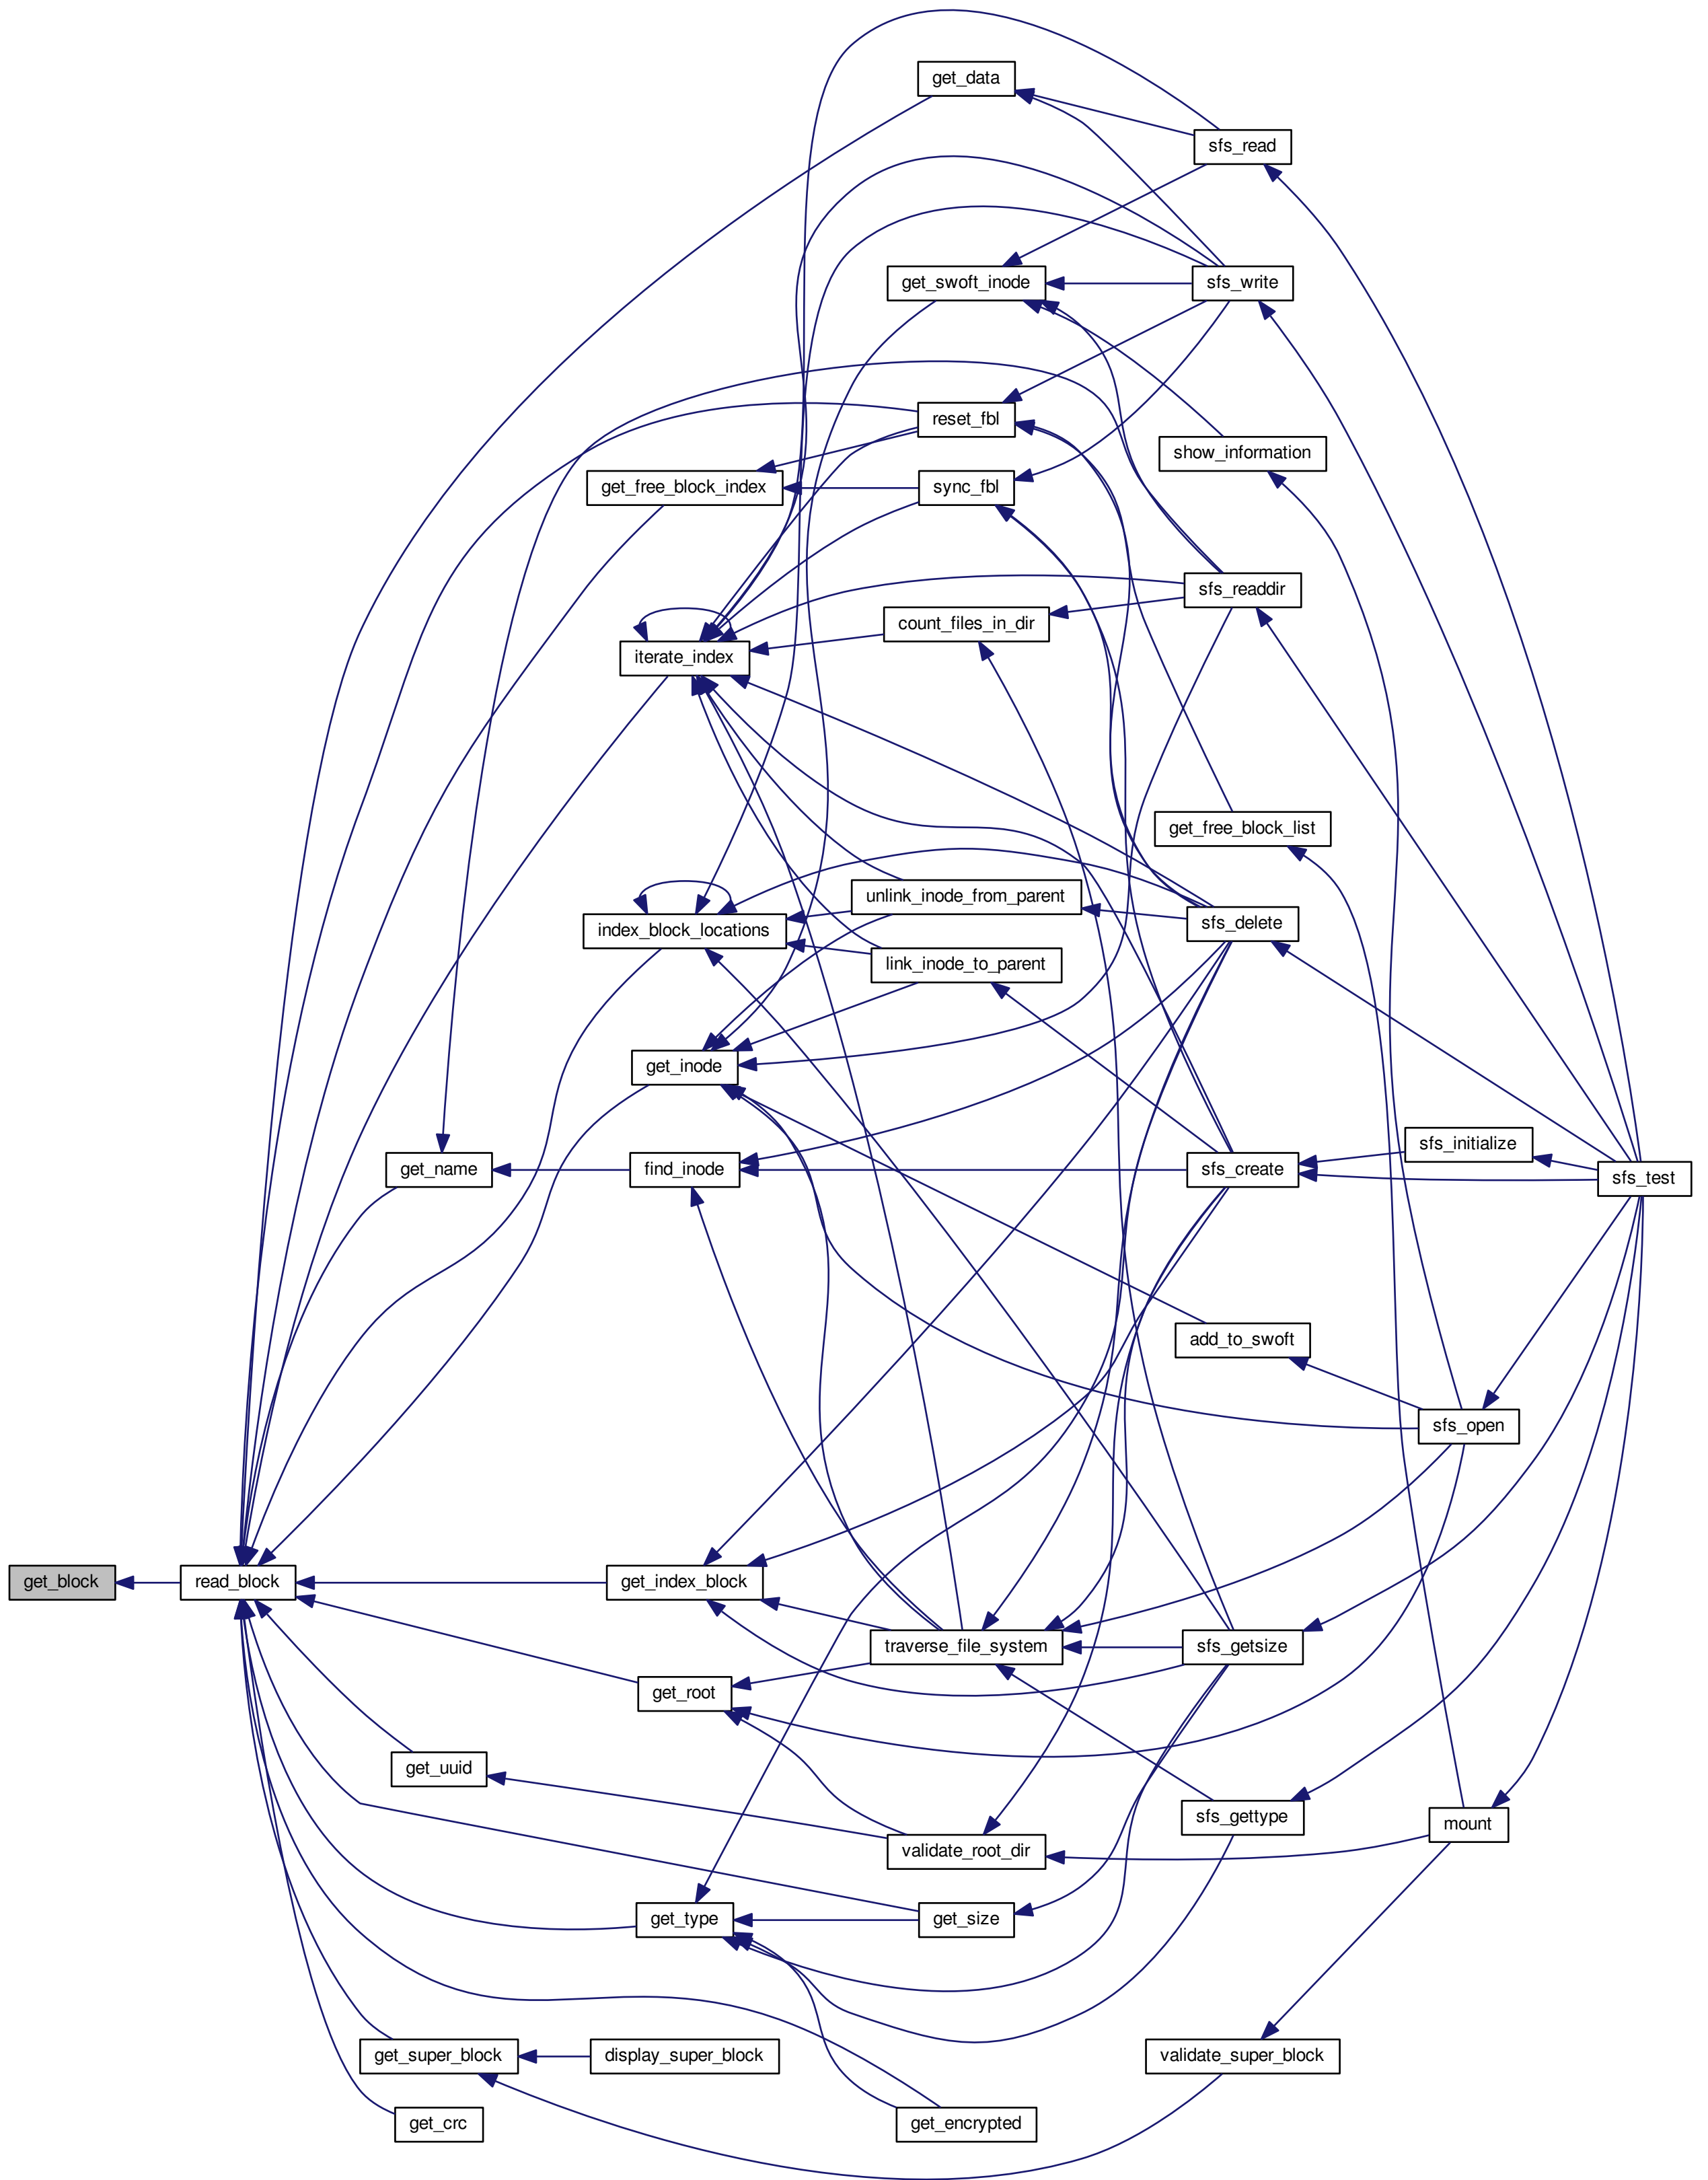 get_data
sfs_read
get_swoft_inode
sfs_write
reset_fbl
show_information
get_free_block_index
sync_fbl
sfs_readdir
count_files_in_dir
iterate_index
get_free_block_list
unlink_inode_from_parent
sfs_delete
index_block_locations
link_inode_to_parent
get_inode
sfs_initialize
get_name
find_inode
sfs_create
sfs_test
add_to_swoft
sfs_open
get_block
read_block
get_index_block
traverse_file_system
sfs_getsize
get_root
get_uuid
sfs_gettype
mount
validate_root_dir
get_type
get_size
get_super_block
display_super_block
validate_super_block
get_crc
get_encrypted